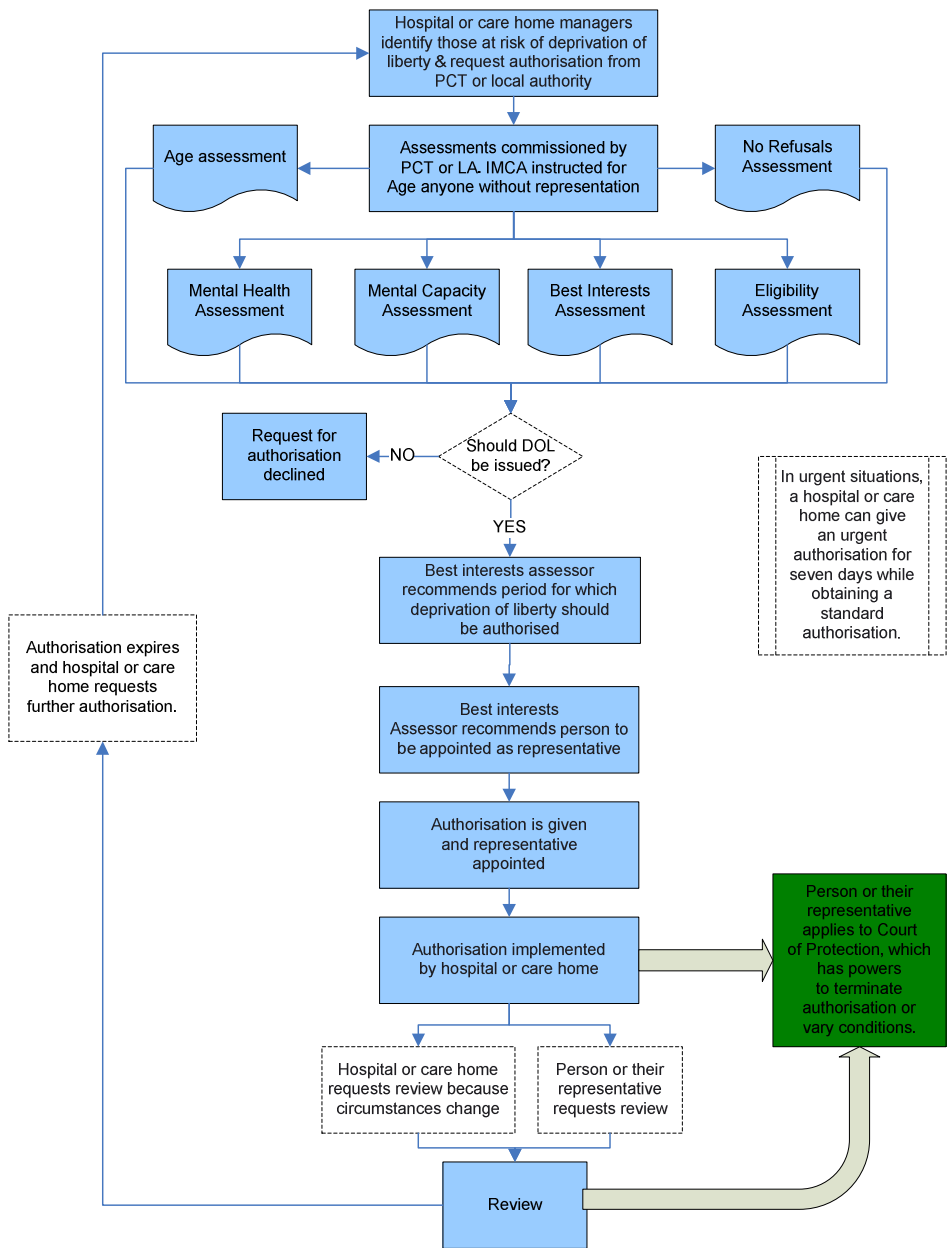 Hospital or care home managers
identify those at risk of deprivation of
liberty & request authorisation from
PCT or local authority
Age assessment
Assessments commissioned by
PCT or LA. IMCA instructed for
Age anyone without representation
No Refusals
Assessment
Mental Health
Assessment
Mental Capacity
Assessment
Best Interests
Assessment
Eligibility
Assessment
Request for
authorisation
declined
NO
Should DOL
be issued?
YES
In urgent situations,
a hospital or care
home can give
an urgent
authorisation for
seven days while
obtaining a
standard
authorisation.
Best interests assessor
recommends period for which
deprivation of liberty should
be authorised
Authorisation expires
and hospital or care
home requests
further authorisation.
Best interests
Assessor recommends person to
be appointed as representative
Authorisation is given
and representative
appointed
Authorisation implemented
by hospital or care home
Person or their
representative
applies to Court
of Protection, which
has powers
to terminate
authorisation or
vary conditions.
Hospital or care home
requests review because
circumstances change
Person or their
representative
requests review
Review